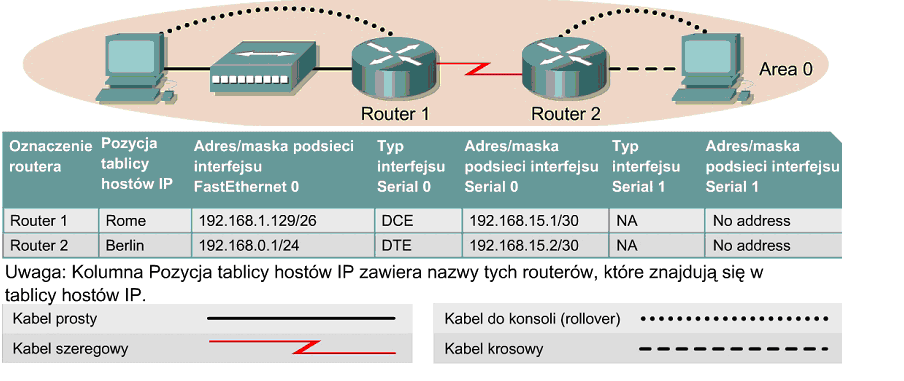 Router 1
Router 2
Area 0
Oznaczenie routera
Pozycja tablicy hostów IP
Adres/maska podsieci interfejsu FastEthernet 0
Typ interfejsu Serial 0
Adres/maska podsieci interfejsu Serial 0
Typ interfejsu Serial 1
Adres/maska podsieci interfejsu Serial 1
Router 1 Rome 192.168.1.129/26 DCE 192.168.15.1/30 NA No address
Router 2 Berlin 192.168.0.1/24 DTE 192.168.15.2/30 NA No address
Uwaga: Kolumna Pozycja tablicy hostów IP zawiera nazwy tych routerów, które znajdują się w
tablicy hostów IP.
Kabel prosty
Kabel do konsoli (rollover)
Kabel szeregowy
Kabel krosowy